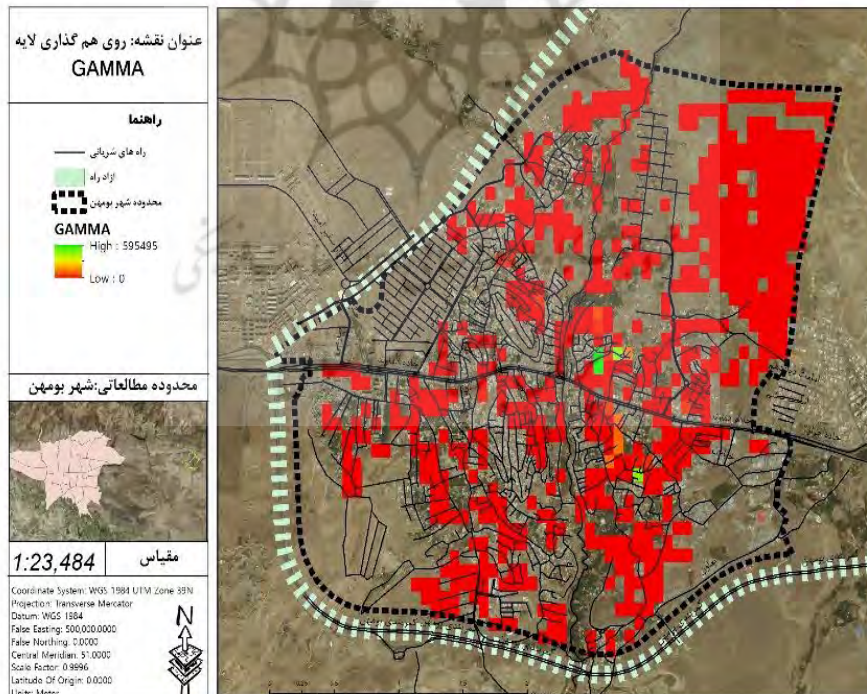 عنوان نقشه: روی هم گذاری لایه
GAMMA
راهنما
راه های شریانی
ازاد راه
محدوده شهر بومهن
GAMMA
High : 595495
Low : 0
محدوده مطالعاتی:شهر بومهن
1:23,484 مقیاس
Coordinate System: WGS 1984 UTM Zone 39N
Projection: Transverse Mercator
Datum: WGS 1984
False Easting: 500,000.0000
False Northing: 0.0000
Central Meridian: 51.0000
Scale Factor: 0.9996
Latitude Of Origin: 0.0000
Units: Meter
N